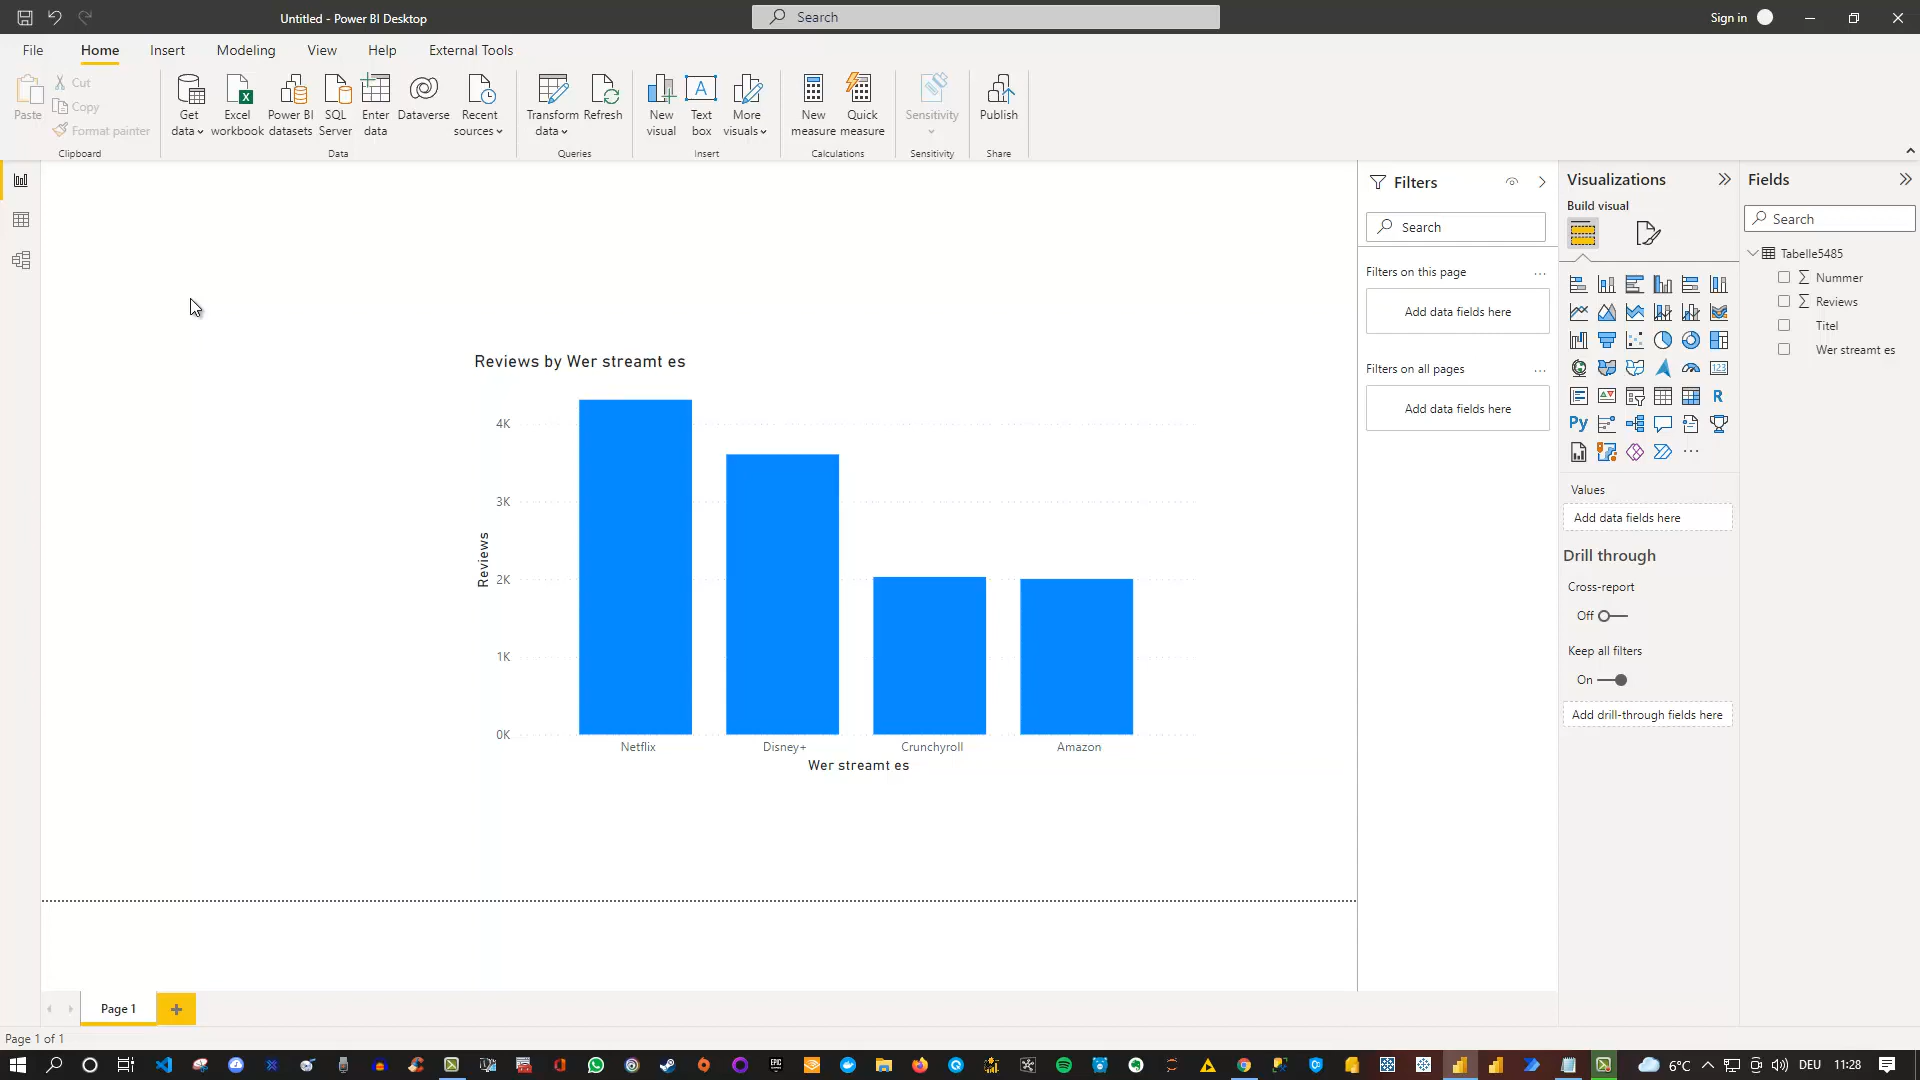 Untitled - Power BI Desktop
Search
Sign in
File
Home
Insert
Modeling
View
Help
External Tools
Paste
Cut
Copy
Format painter
Clipboard
Get data
Excel workbook
Power BI datasets
SQL Server
Enter data
Dataverse
Recent sources
Data
Transform data
Refresh
Queries
New visual
Text box
More visuals
Insert
New measure
Quick measure
Calculations
Sensitivity
Sensitivity
Publish
Share
Reviews by Wer streamt es
4K
3K
2K
1K
0K
Reviews
Netflix
Disney+
Crunchyroll
Amazon
Wer streamt es
Filters
Search
Filters on this page
...
Add data fields here
Filters on all pages
...
Add data fields here
Visualizations
Build visual
123
R
Py
...
Values
Add data fields here
Drill through
Cross-report
Off
Keep all filters
On
Add drill-through fields here
Fields
Search
Tabelle5485
Nummer
Reviews
Titel
Wer streamt es
Page 1
Page 1 of 1
6°C
DEU
11:28